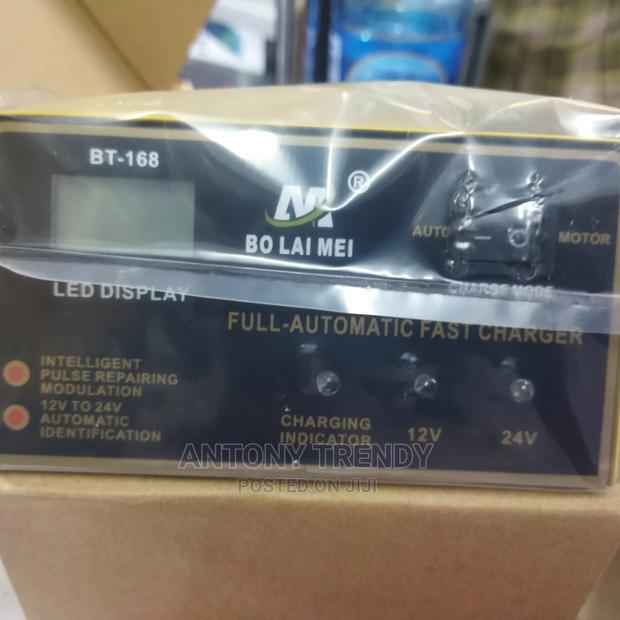 BT-168
M ®
BO LAI MEI
AUTO
MOTOR
LED DISPLAY
CHARGE MODE
FULL-AUTOMATIC FAST CHARGER
INTELLIGENT
PULSE REPAIRING
MODULATION
12V TO 24V
AUTOMATIC
IDENTIFICATION
CHARGING
INDICATOR
12V
24V
ANTONY TRENDY
POSTED ON JIJI